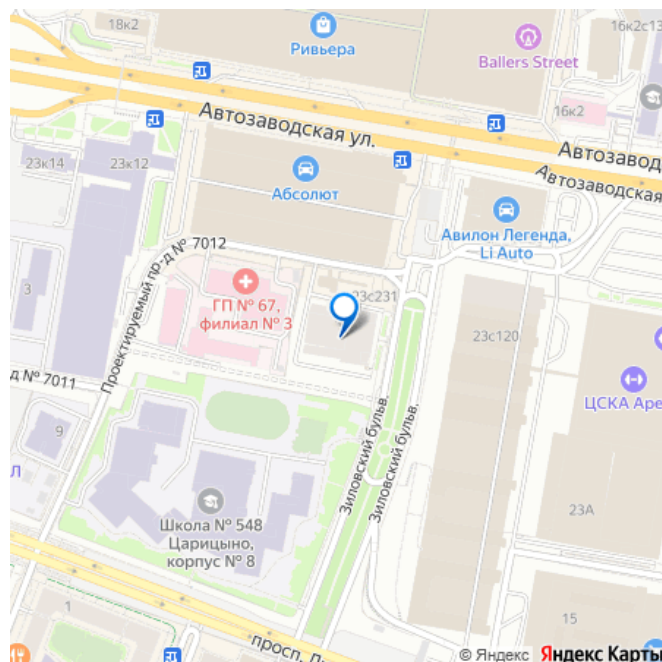 18к2
Ривьера
Ballers Street
16к2с13
16к2
Автозаводская ул.
Автозавод
Автозаводская
23к14
23к12
Абсолют
Авилон Легенда,
Li Auto
Проектируемый пр-д № 7012
3
ГП № 67,
филиал № 3
23с231
23с120
ЦСКА Аре
д № 7011
9
Л
Зиловский бульв.
Зиловский бульв.
Школа № 548
Царицыно,
корпус № 8
23А
1
15
просп. Л
© Яндекс Яндекс Карты